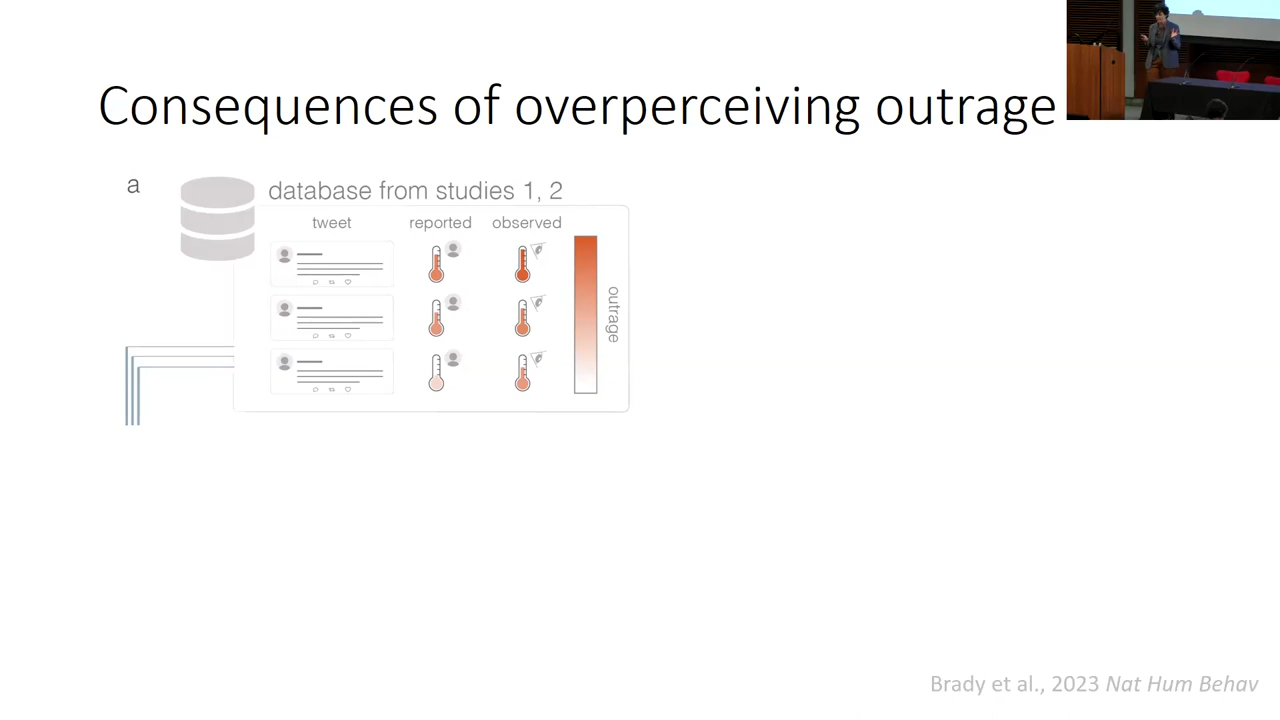 Consequences of overperceiving outrage
a
database from studies 1, 2
tweet reported observed
outrage
Brady et al., 2023 Nat Hum Behav